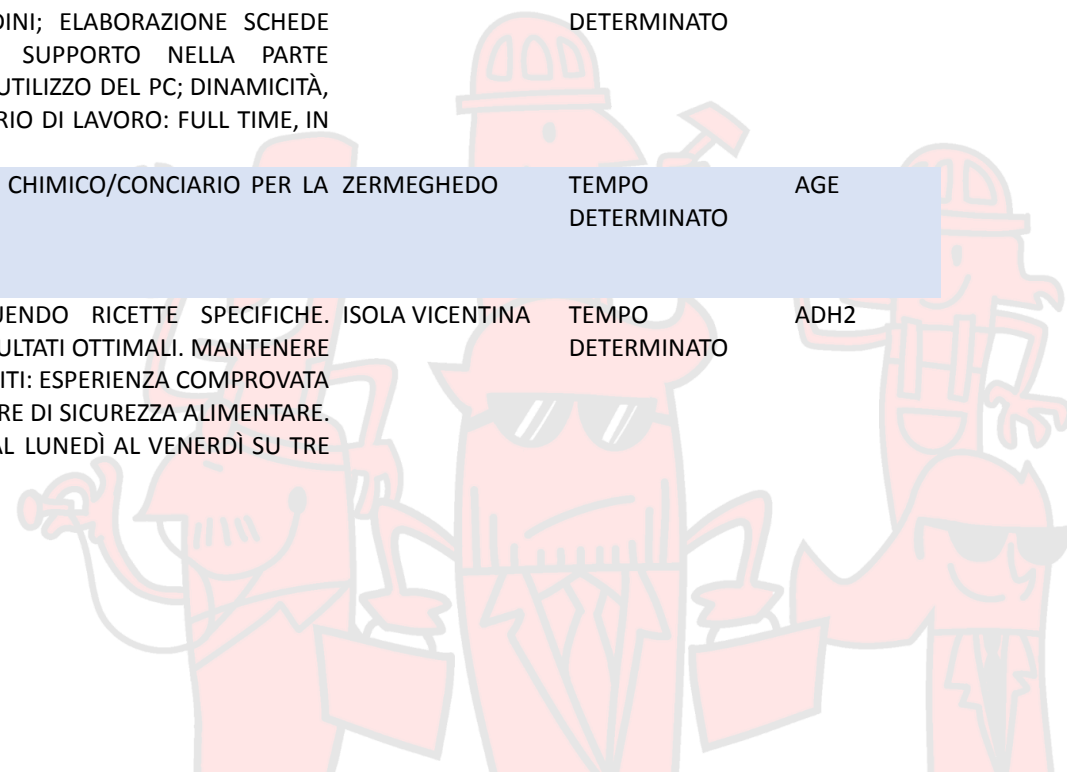 DINI; ELABORAZIONE SCHEDE DETERMINATO
SUPPORTO NELLA PARTE
UTILIZZO DEL PC; DINAMICITÀ,
RIO DI LAVORO: FULL TIME, IN
CHIMICO/CONCIARIO PER LA ZERMEGHEDO TEMPO AGE
DETERMINATO
UENDO RICETTE SPECIFICHE. ISOLA VICENTINA TEMPO ADH2
SULTATI OTTIMALI. MANTENERE DETERMINATO
ITI: ESPERIENZA COMPROVATA
RE DI SICUREZZA ALIMENTARE.
AL LUNEDÌ AL VENERDÌ SU TRE